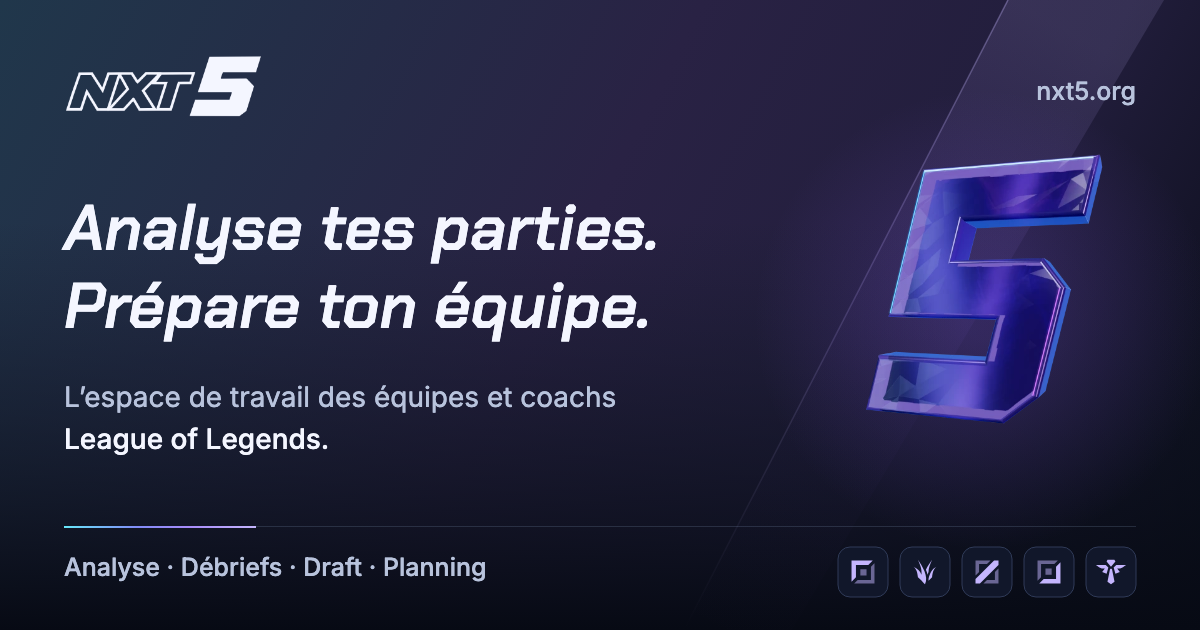 NXT5
nxt5.org
Analyse tes parties.
Prépare ton équipe.
L’espace de travail des équipes et coachs
League of Legends.
5
Analyse · Débriefs · Draft · Planning